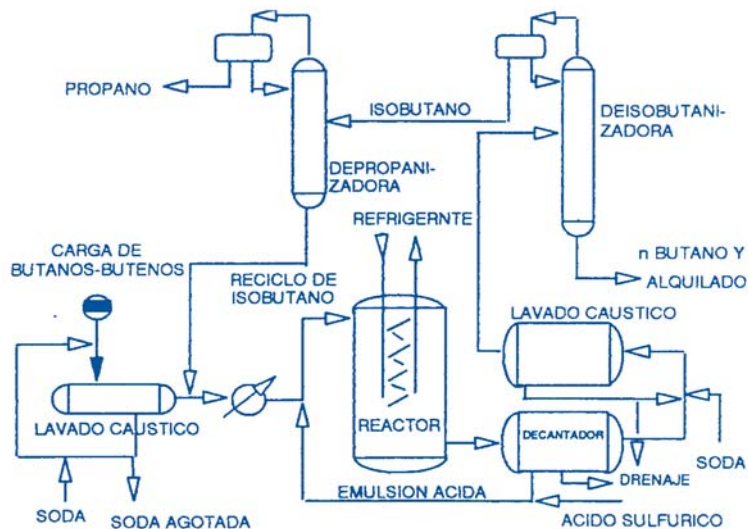 PROPANO
ISOBUTANO
DEISOBUTANI-
ZADORA
DEPROPANI-
ZADORA
REFRIGERNTE
CARGA DE
BUTANOS-BUTENOS
RECICLO DE
ISOBUTANO
n BUTANO Y
ALQUILADO
LAVADO CAUSTICO
LAVADO CAUSTICO
REACTOR
DECANTADOR
SODA
DRENAJE
SODA
SODA AGOTADA
EMULSION ACIDA
ACIDO SULFURICO